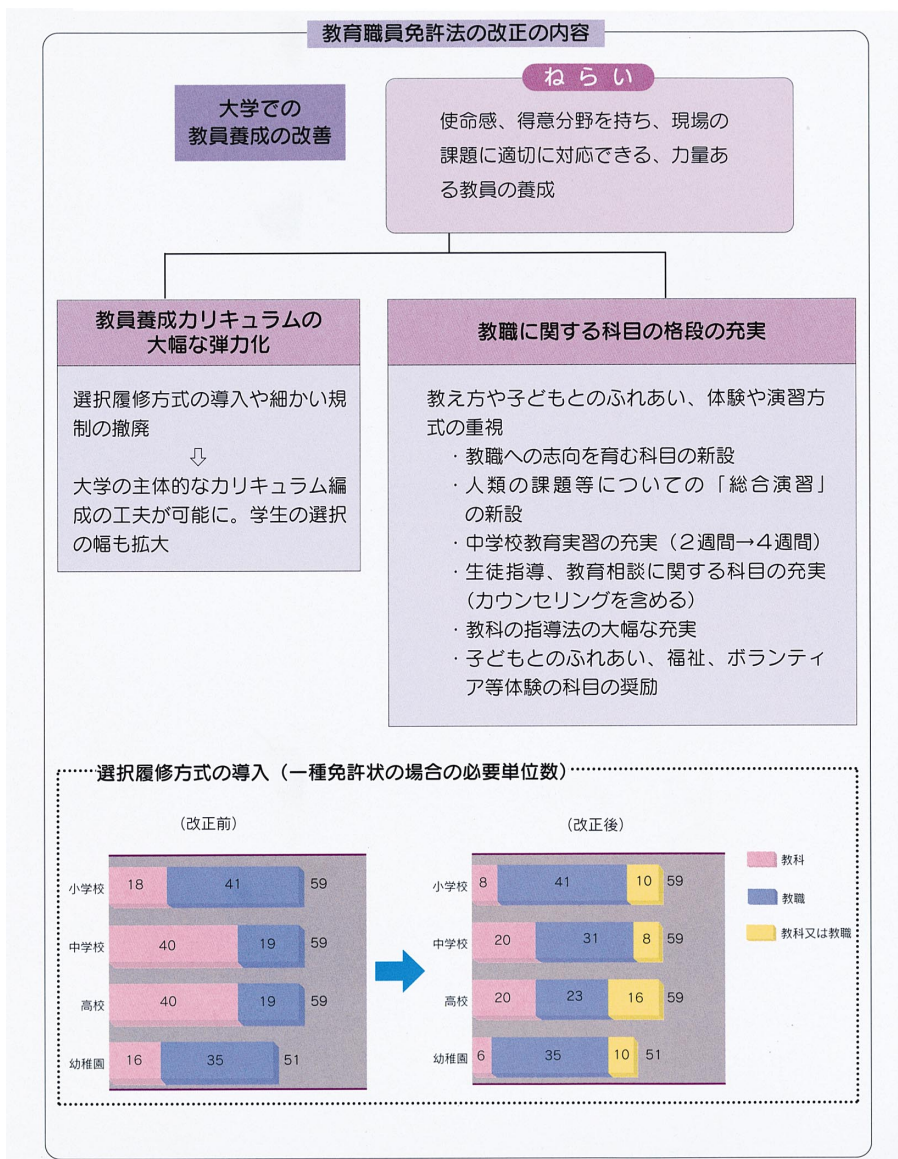 教育職員免許法の改正の内容
大学での
教員養成の改善
ねらい
使命感、得意分野を持ち、現場の
課題に適切に対応できる、力量あ
る教員の養成
教員養成カリキュラムの
大幅な弾力化
選択履修方式の導入や細かい規
制の撤廃
⇩
大学の主体的なカリキュラム編
成の工夫が可能に。学生の選択
の幅も拡大
教職に関する科目の格段の充実
教え方や子どもとのふれあい、体験や演習方
式の重視
・教職への志向を育む科目の新設
・人類の課題等についての「総合演習」
の新設
・中学校教育実習の充実（２週間→４週間）
・生徒指導、教育相談に関する科目の充実
（カウンセリングを含める）
・教科の指導法の大幅な充実
・子どもとのふれあい、福祉、ボランティ
ア等体験の科目の奨励
選択履修方式の導入（一種免許状の場合の必要単位数）
（改正前）
小学校 18 41 59
中学校 40 19 59
高校 40 19 59
幼稚園 16 35 51
（改正後）
小学校 8 41 10 59
中学校 20 31 8 59
高校 20 23 16 59
幼稚園 6 35 10 51
教科
教職
教科又は教職